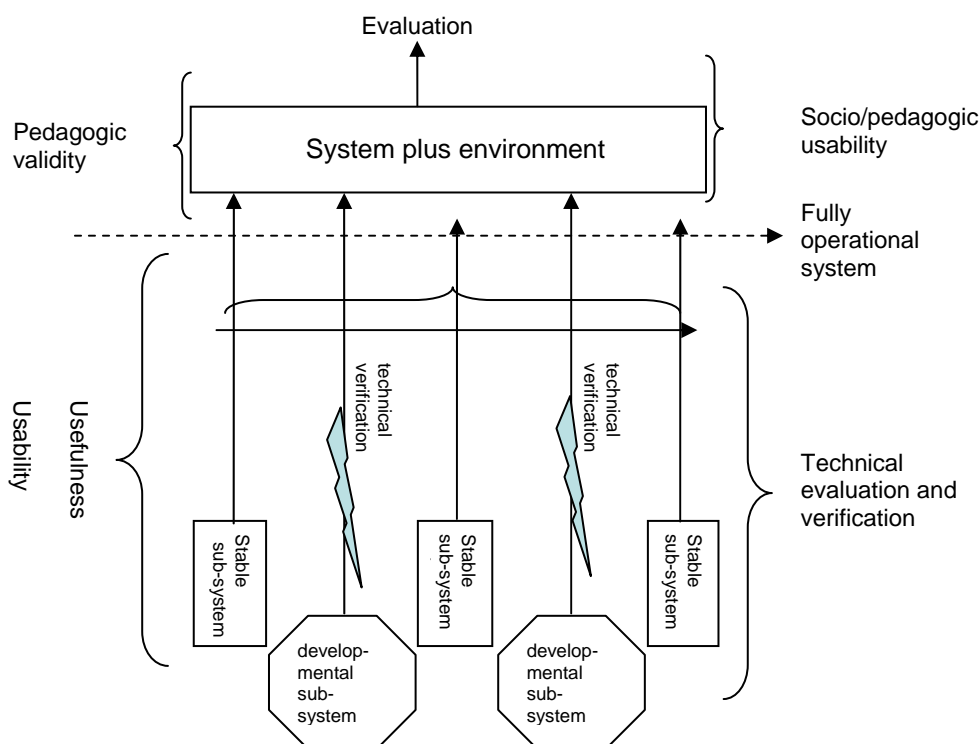 Evaluation
Pedagogic
validity
System plus environment
Socio/pedagogic
usability
Fully
operational
system
technical
verification
technical
verification
Usefulness
Usability
Technical
evaluation and
verification
Stable
sub-system
Stable
sub-system
Stable
sub-system
develop-
mental
sub-
system
develop-
mental
sub-
system